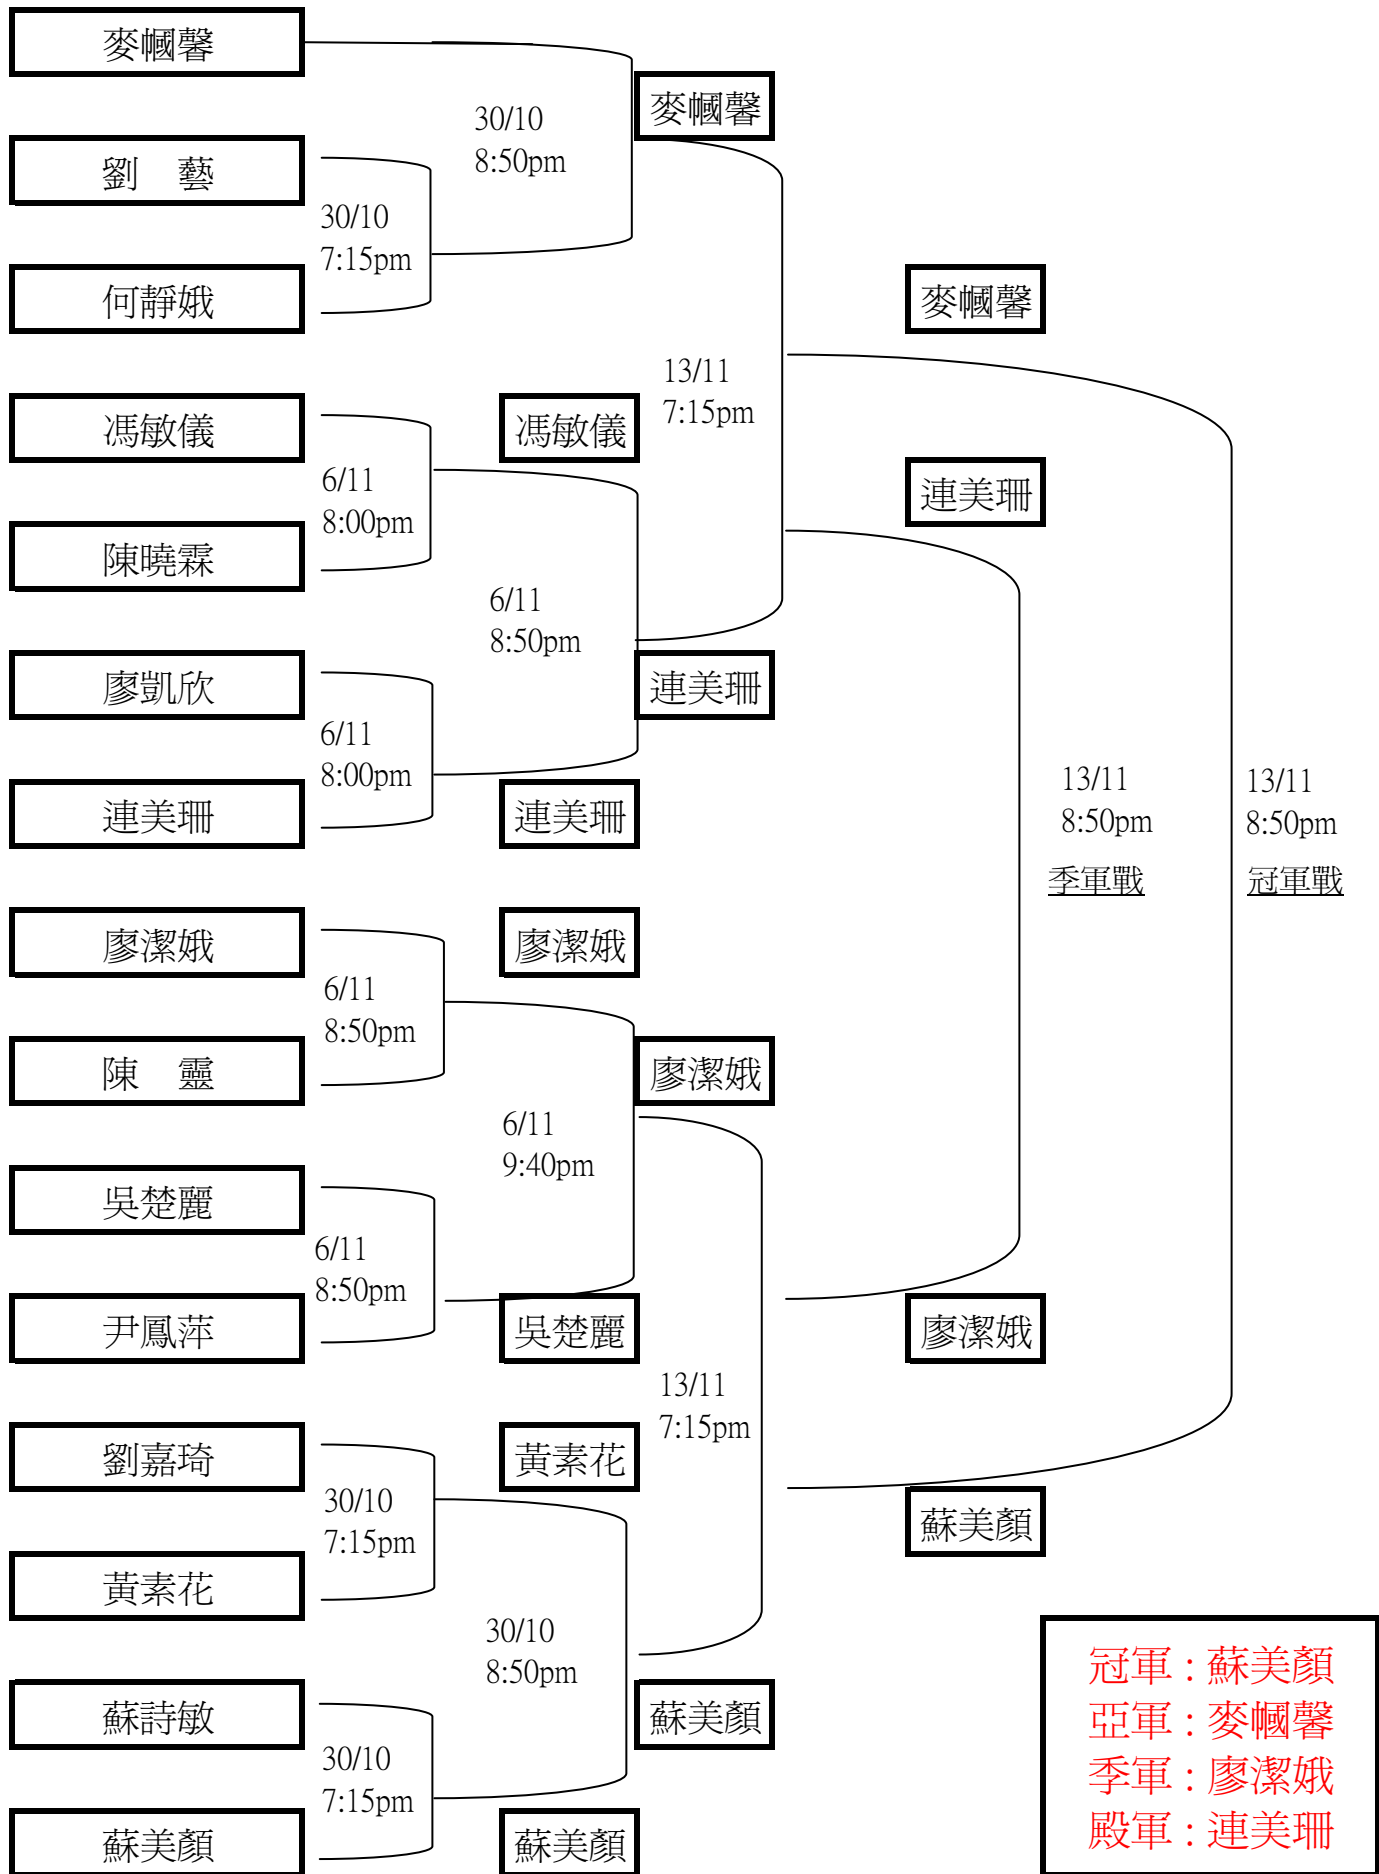 麥幗馨
麥幗馨
30/10
8:50pm
劉　藝
30/10
7:15pm
何靜娥
麥幗馨
13/11
7:15pm
馮敏儀
馮敏儀
6/11
8:00pm
連美珊
陳曉霖
6/11
8:50pm
廖凱欣
連美珊
6/11
8:00pm
連美珊
連美珊
13/11
8:50pm
季軍戰
13/11
8:50pm
冠軍戰
廖潔娥
廖潔娥
6/11
8:50pm
陳　靈
廖潔娥
6/11
9:40pm
吳楚麗
6/11
8:50pm
尹鳳萍
吳楚麗
廖潔娥
13/11
7:15pm
劉嘉琦
黃素花
30/10
7:15pm
蘇美顏
黃素花
30/10
8:50pm
蘇詩敏
蘇美顏
30/10
7:15pm
蘇美顏
蘇美顏
冠軍 : 蘇美顏
亞軍 : 麥幗馨
季軍 : 廖潔娥
殿軍 : 連美珊